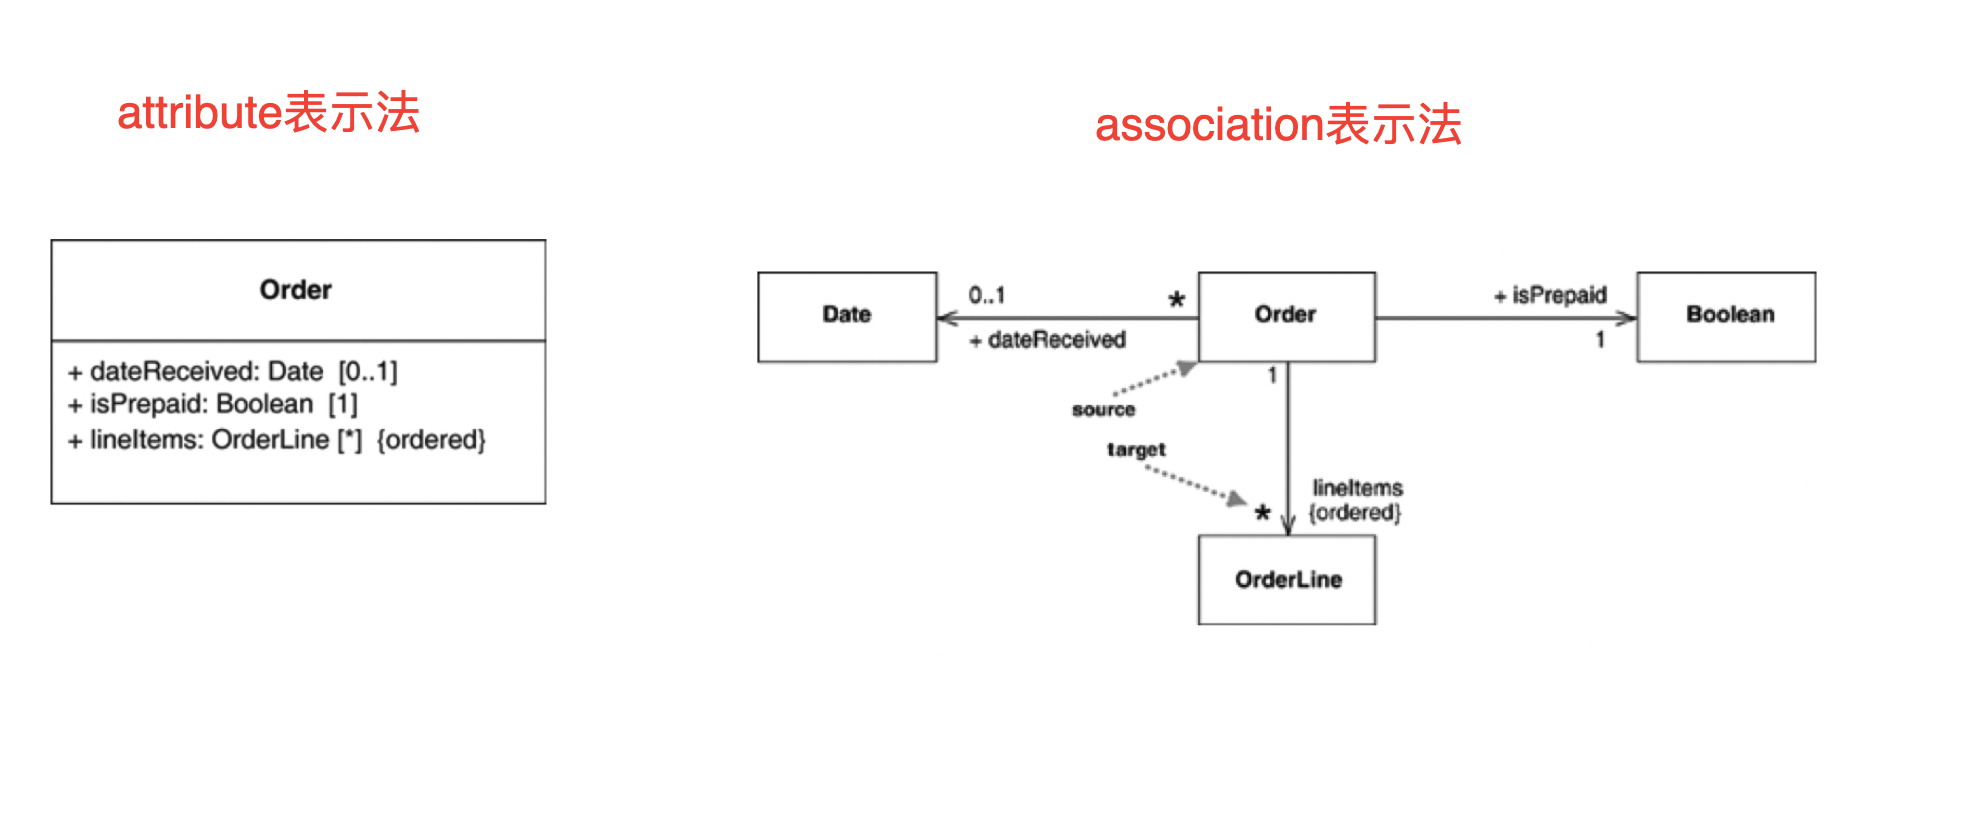 attribute表示法
association表示法
Order
+ dateReceived: Date [0..1]
+ isPrepaid: Boolean [1]
+ lineItems: OrderLine [*] {ordered}
Date
0..1
*
+ dateReceived
Order
+ isPrepaid
1
Boolean
1
source
target
*
lineItems
{ordered}
OrderLine